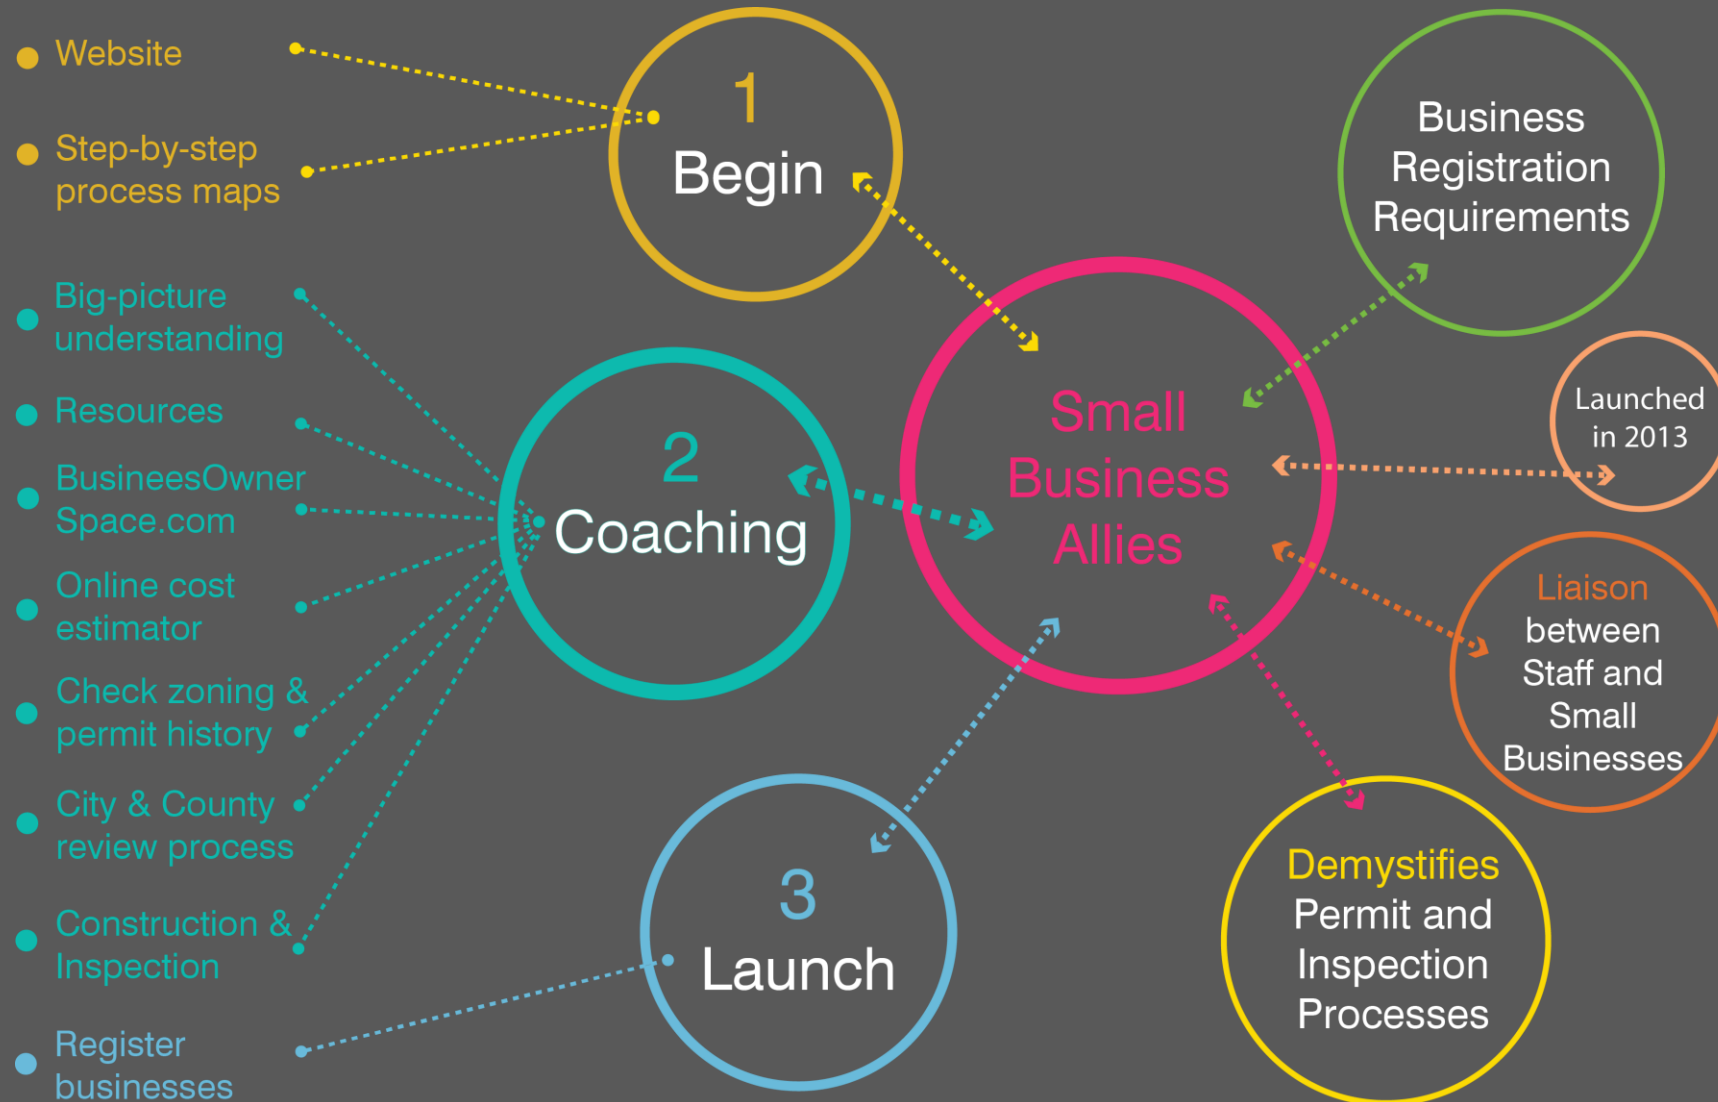 Website
Step-by-step
process maps
Big-picture
understanding
Resources
BusineesOwner
Space.com
Online cost
estimator
Check zoning &
permit history
City & County
review process
Construction &
Inspection
Register
businesses
1
Begin
2
Coaching
3
Launch
Small
Business
Allies
Business
Registration
Requirements
Launched
in 2013
Liaison
between
Staff and
Small
Businesses
Demystifies
Permit and
Inspection
Processes